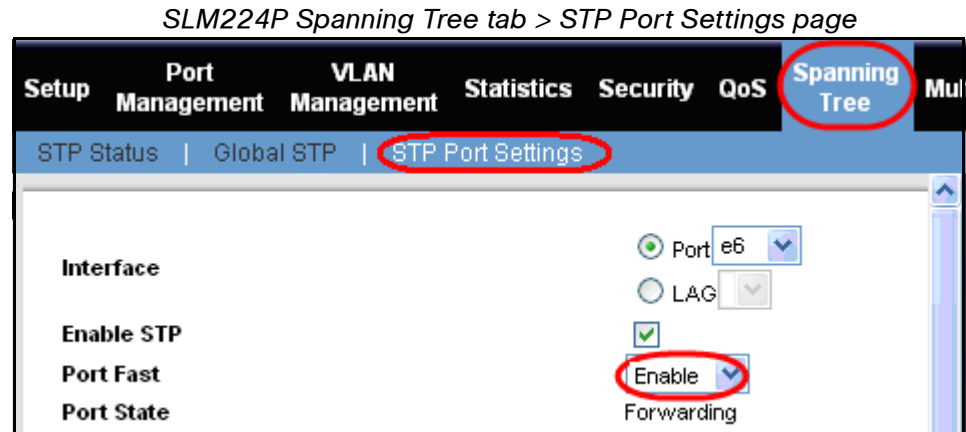 SLM224P Spanning Tree tab > STP Port Settings page
Setup Port Management VLAN Management Statistics Security QoS Spanning Tree Mul
STP Status | Global STP | STP Port Settings
Interface
Port e6
LAG
Enable STP
Port Fast Enable
Port State Forwarding